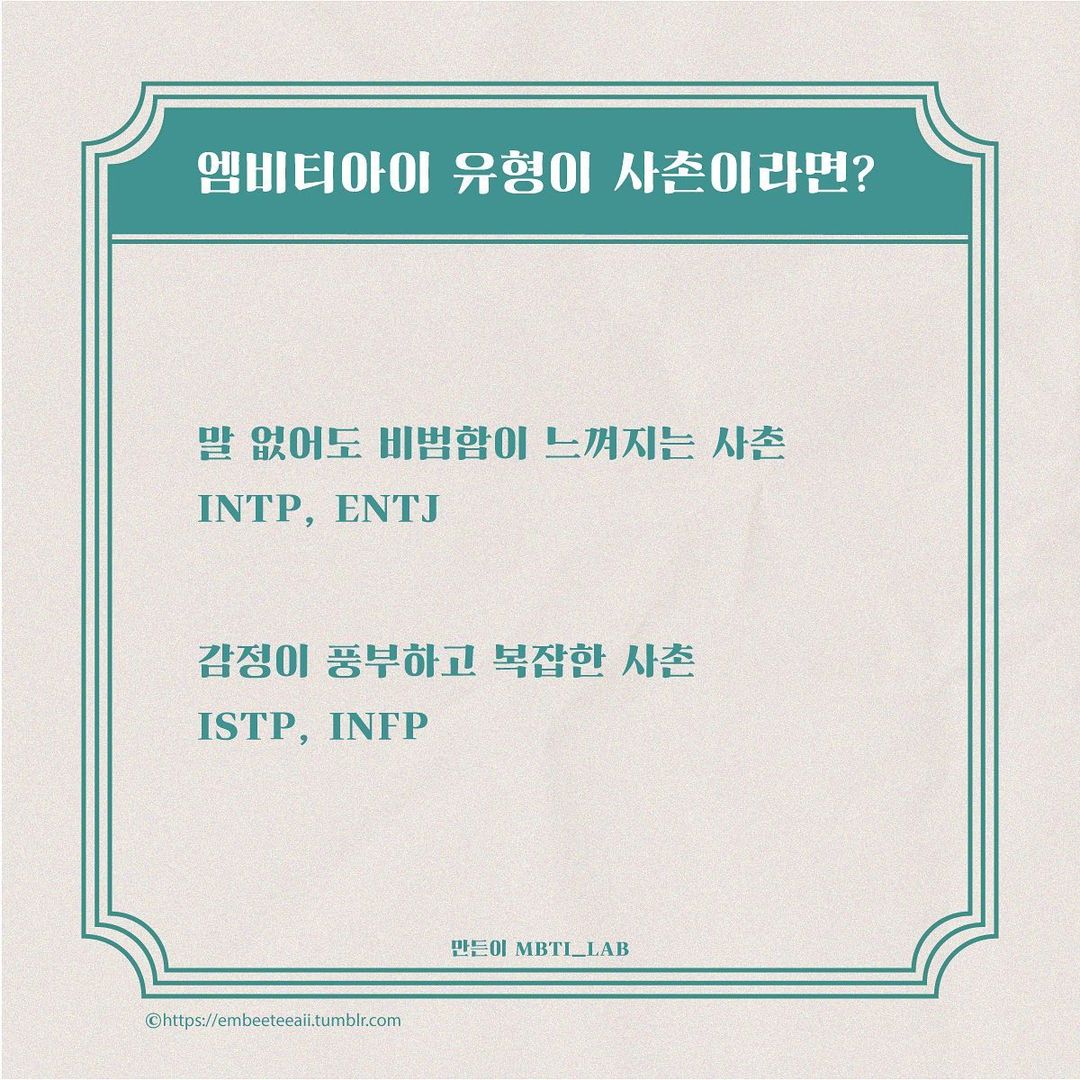 엠비티아이 유형이 사촌이라면?
말 없어도 비범함이 느껴지는 사촌
INTP, ENTJ
감정이 풍부하고 복잡한 사촌
ISTP, INFP
만든이 MBTI_LAB
©https://embeeteeaii.tumblr.com